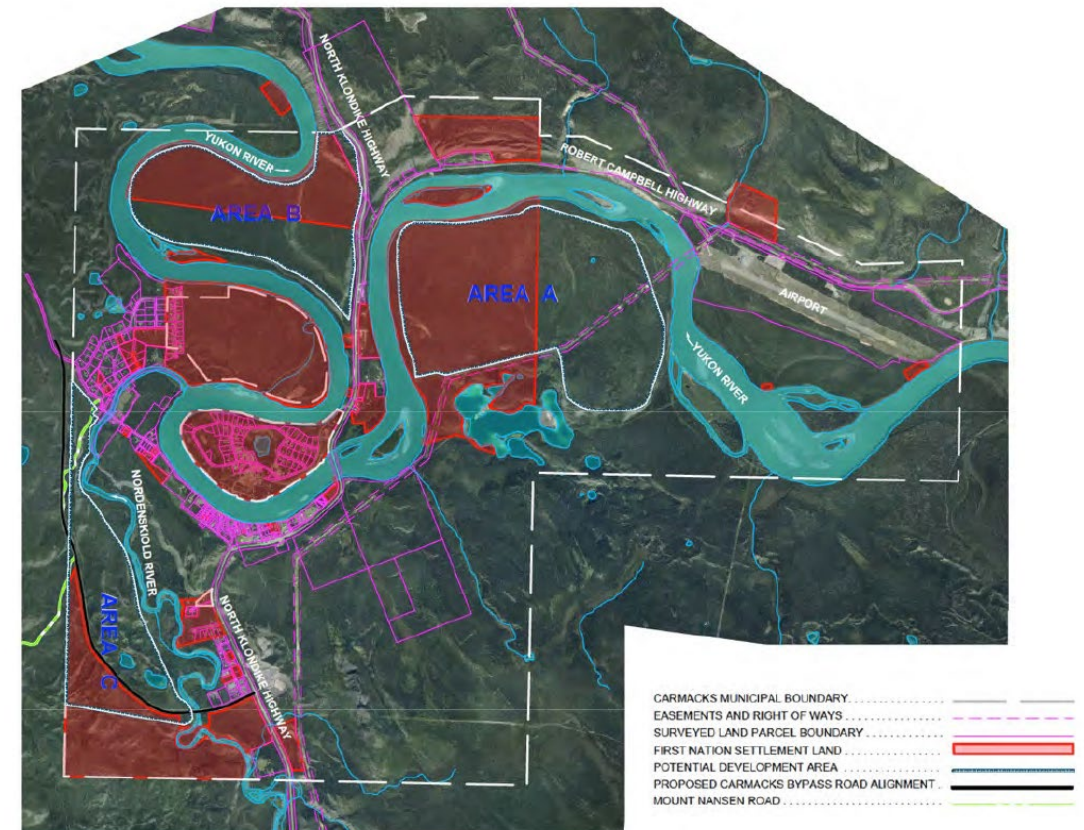 NORTH KLONDIKE HIGHWAY
YUKON RIVER
ROBERT CAMPBELL HIGHWAY
AREA B
AREA A
AIRPORT
YUKON RIVER
NORDENSKIOLD RIVER
AREA C
NORTH KLONDIKE HIGHWAY
CARMACKS MUNICIPAL BOUNDARY
EASEMENTS AND RIGHT OF WAYS
SURVEYED LAND PARCEL BOUNDARY
FIRST NATION SETTLEMENT LAND
POTENTIAL DEVELOPMENT AREA
PROPOSED CARMACKS BYPASS ROAD ALIGNMENT
MOUNT NANSEN ROAD